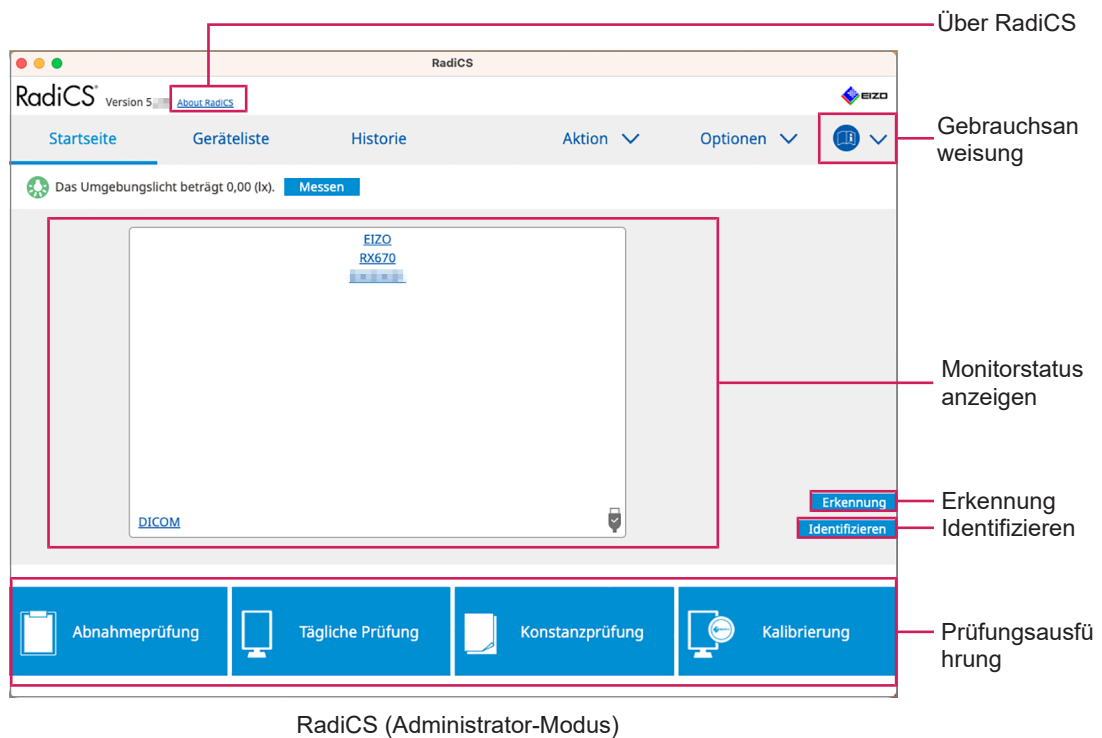 Über RadiCS
RadiCS
RadiCS Version 5 About RadiCS
EIZO
Startseite Geräteliste Historie Aktion Optionen
Gebrauchsan
weisung
Das Umgebungslicht beträgt 0,00 (lx). Messen
EIZO
RX670
Monitorstatus
anzeigen
DICOM
Erkennung
Identifizieren
Erkennung
Identifizieren
Abnahmeprüfung Tägliche Prüfung Konstanzprüfung Kalibrierung
Prüfungsausfü
hrung
RadiCS (Administrator-Modus)